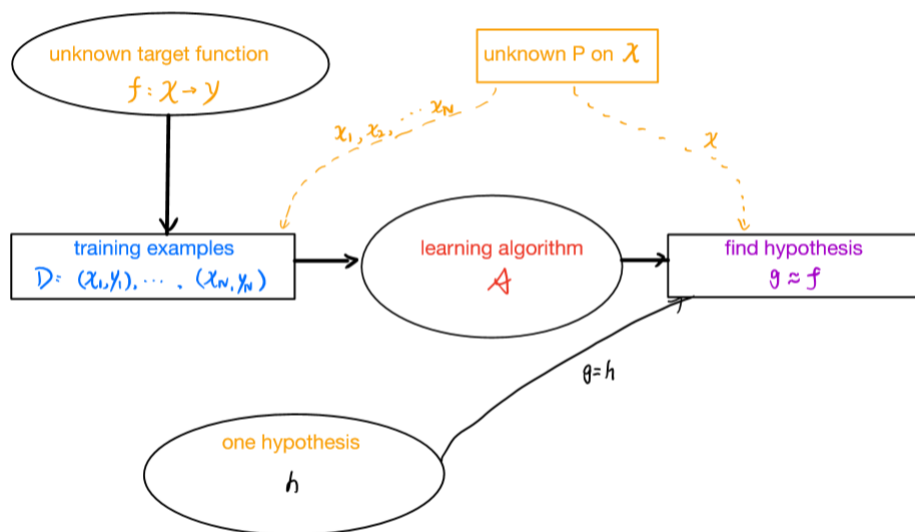 unknown target function
f : X → Y
unknown P on X
x₁, x₂, ⋯ x_N
x
training examples
D: (x₁,y₁), ⋯ , (x_N, y_N)
learning algorithm
A
find hypothesis
g ≈ f
g=h
one hypothesis
h